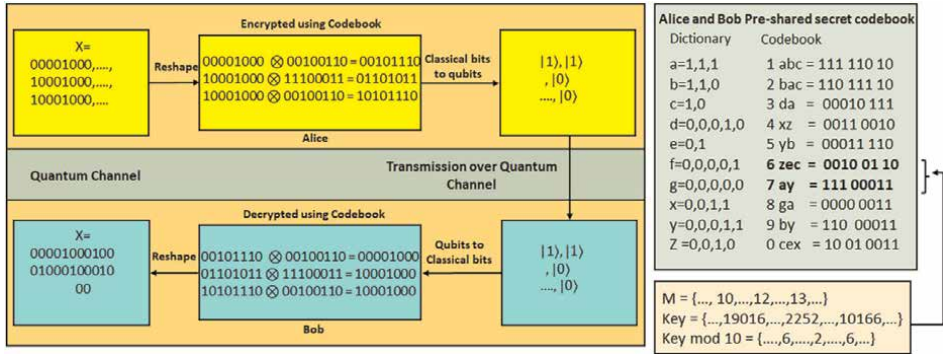 Encrypted using Codebook
X=
00001000,....,
10001000,....
10001000,....
Reshape
00001000 ⊗ 00100110 = 00101110
10001000 ⊗ 11100011 = 01101011
10001000 ⊗ 00100110 = 10101110
Classical bits
to qubits
|1⟩, |1⟩
, |0⟩
...., |0⟩
Alice
Quantum Channel
Transmission over Quantum
Channel
Decrypted using Codebook
X=
00001000100
01000100010
00
Reshape
00101110 ⊗ 00100110 = 00001000
01101011 ⊗ 11100011 = 10001000
10101110 ⊗ 00100110 = 10001000
Qubits to
Classical bits
|1⟩, |1⟩
, |0⟩
...., |0⟩
Bob
Alice and Bob Pre-shared secret codebook
Dictionary Codebook
a=1,1,1 1 abc = 111 110 10
b=1,1,0 2 bac = 110 111 10
c=1,0 3 da = 00010 111
d=0,0,0,1,0 4 xz = 0011 0010
e=0,1 5 yb = 00011 110
f=0,0,0,0,1 6 zec = 0010 01 10
g=0,0,0,0,0 7 ay = 111 00011
x=0,0,1,1 8 ga = 0000 0011
y=0,0,0,1,1 9 by = 110 00011
Z =0,0,1,0 0 cex = 10 01 0011
M = {..., 10,...,12,...,13,...}
Key = {...,19016,...,2252,...,10166,...}
Key mod 10 = {....,6,....,2,....,6,...}